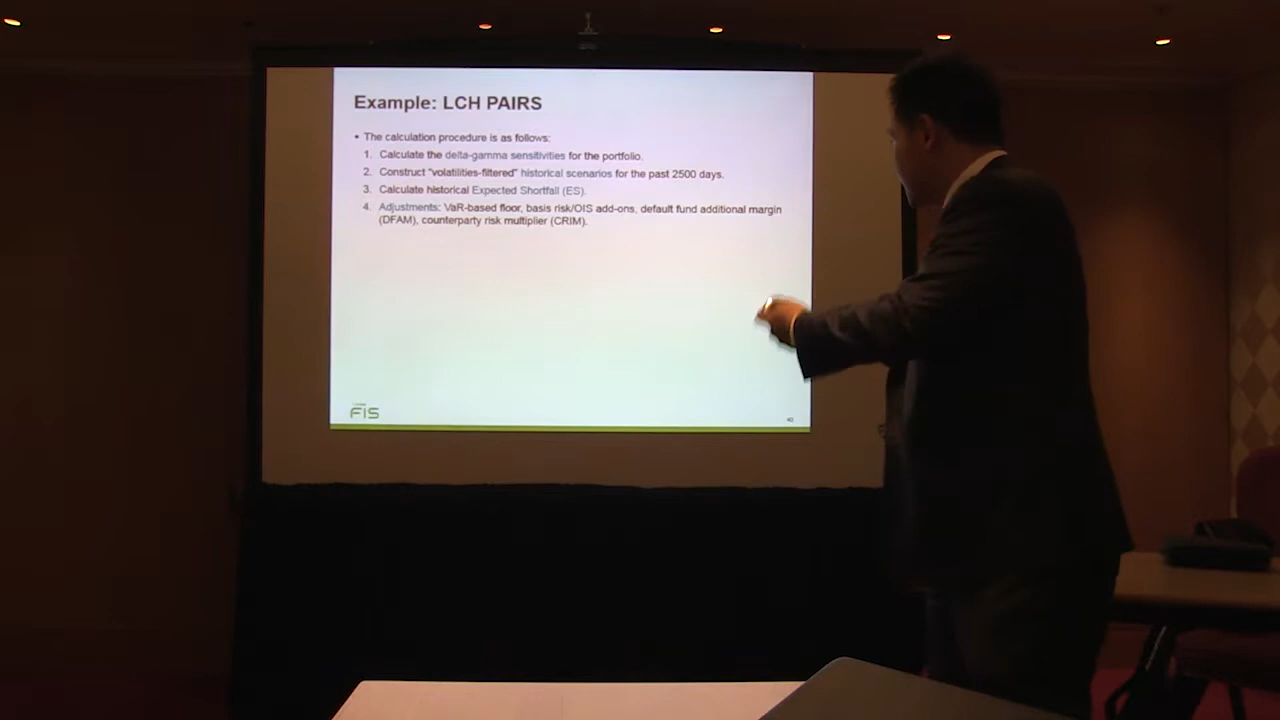 Example: LCH PAIRS
• The calculation procedure is as follows:
1. Calculate the delta-gamma sensitivities for the portfolio.
2. Construct "volatilities-filtered" historical scenarios for the past 2500 days.
3. Calculate historical Expected Shortfall (ES).
4. Adjustments: VaR-based floor, basis risk/OIS add-ons, default fund additional margin
(DFAM), counterparty risk multiplier (CRIM).
FIS